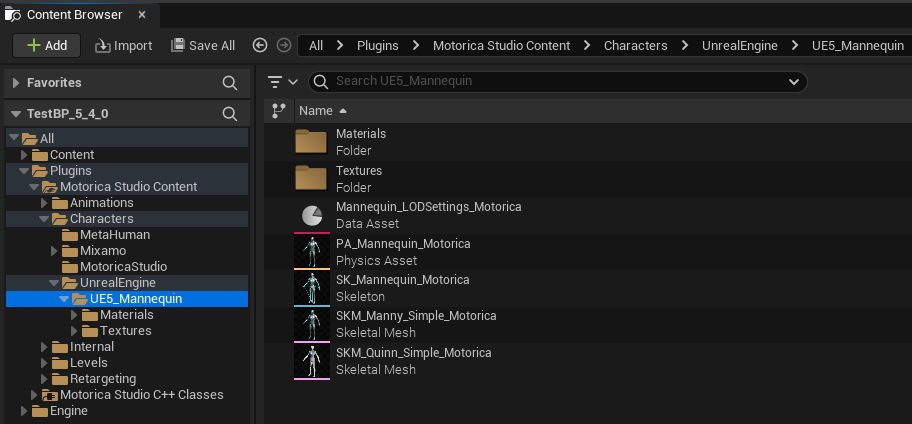 Content Browser
Add Import Save All All Plugins Motorica Studio Content Characters UnrealEngine UE5_Mannequin
Favorites
TestBP_5_4_0
All
Content
Plugins
Motorica Studio Content
Animations
Characters
MetaHuman
Mixamo
MotoricaStudio
UnrealEngine
UE5_Mannequin
Materials
Textures
Internal
Levels
Retargeting
Motorica Studio C++ Classes
Engine
Search UE5_Mannequin
Name
Materials
Folder
Textures
Folder
Mannequin_LODSettings_Motorica
Data Asset
PA_Mannequin_Motorica
Physics Asset
SK_Mannequin_Motorica
Skeleton
SKM_Manny_Simple_Motorica
Skeletal Mesh
SKM_Quinn_Simple_Motorica
Skeletal Mesh